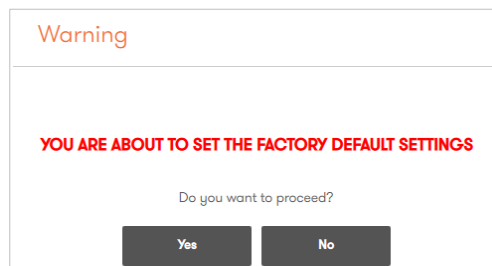 Warning
YOU ARE ABOUT TO SET THE FACTORY DEFAULT SETTINGS
Do you want to proceed?
Yes No